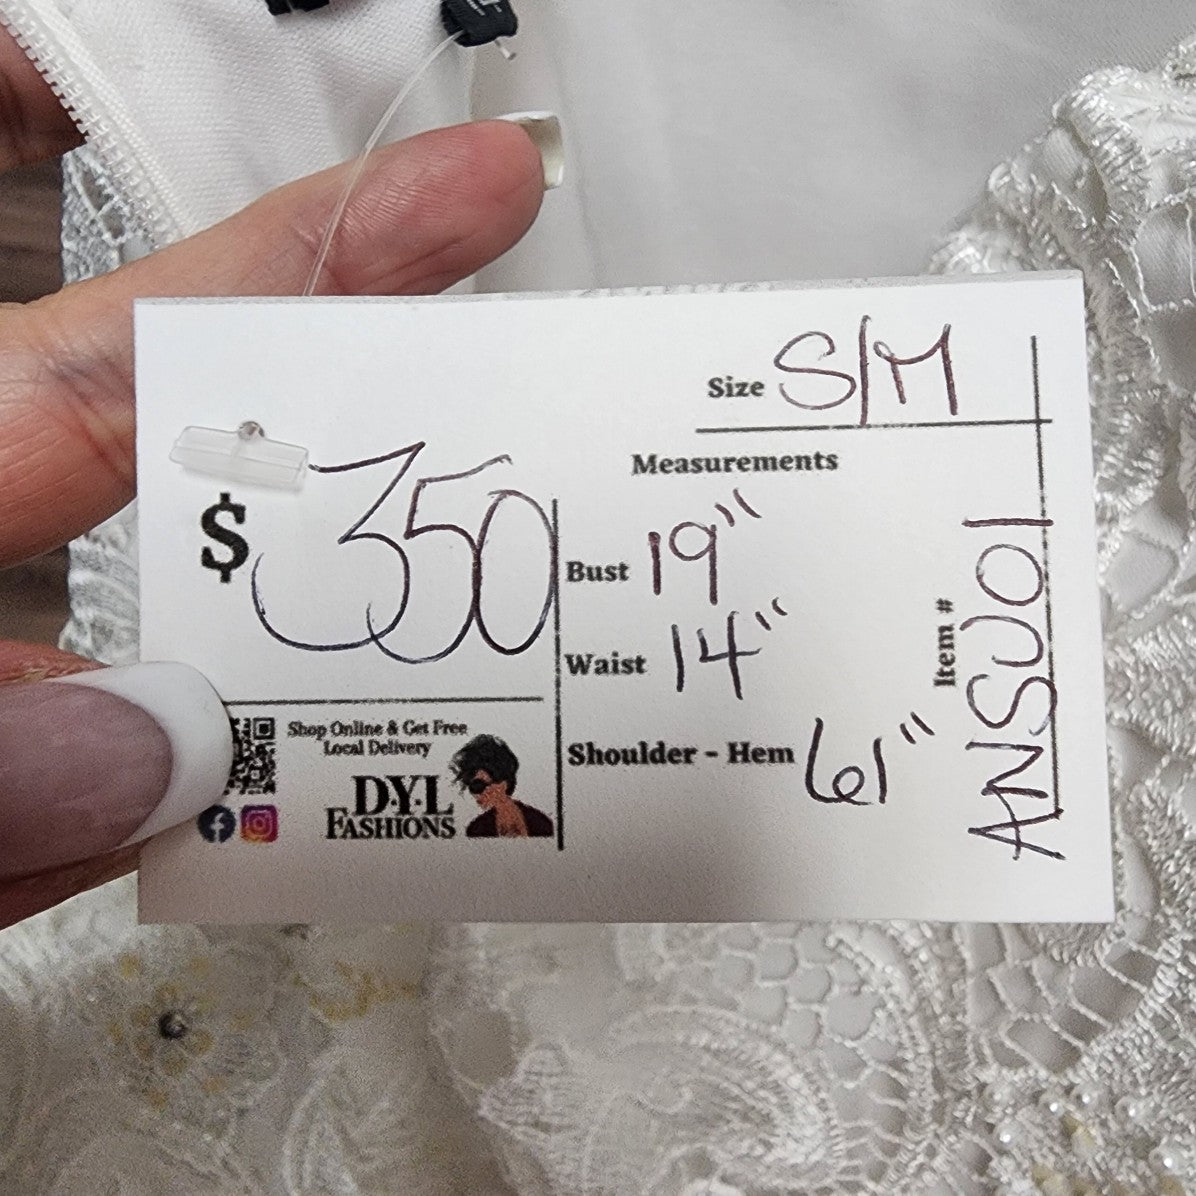 Size S/M
Measurements
$ 350
Bust 19"
Waist 14"
Shoulder - Hem 61"
Item # ANSU01
Shop Online & Get Free
Local Delivery
D.Y.L
FASHIONS